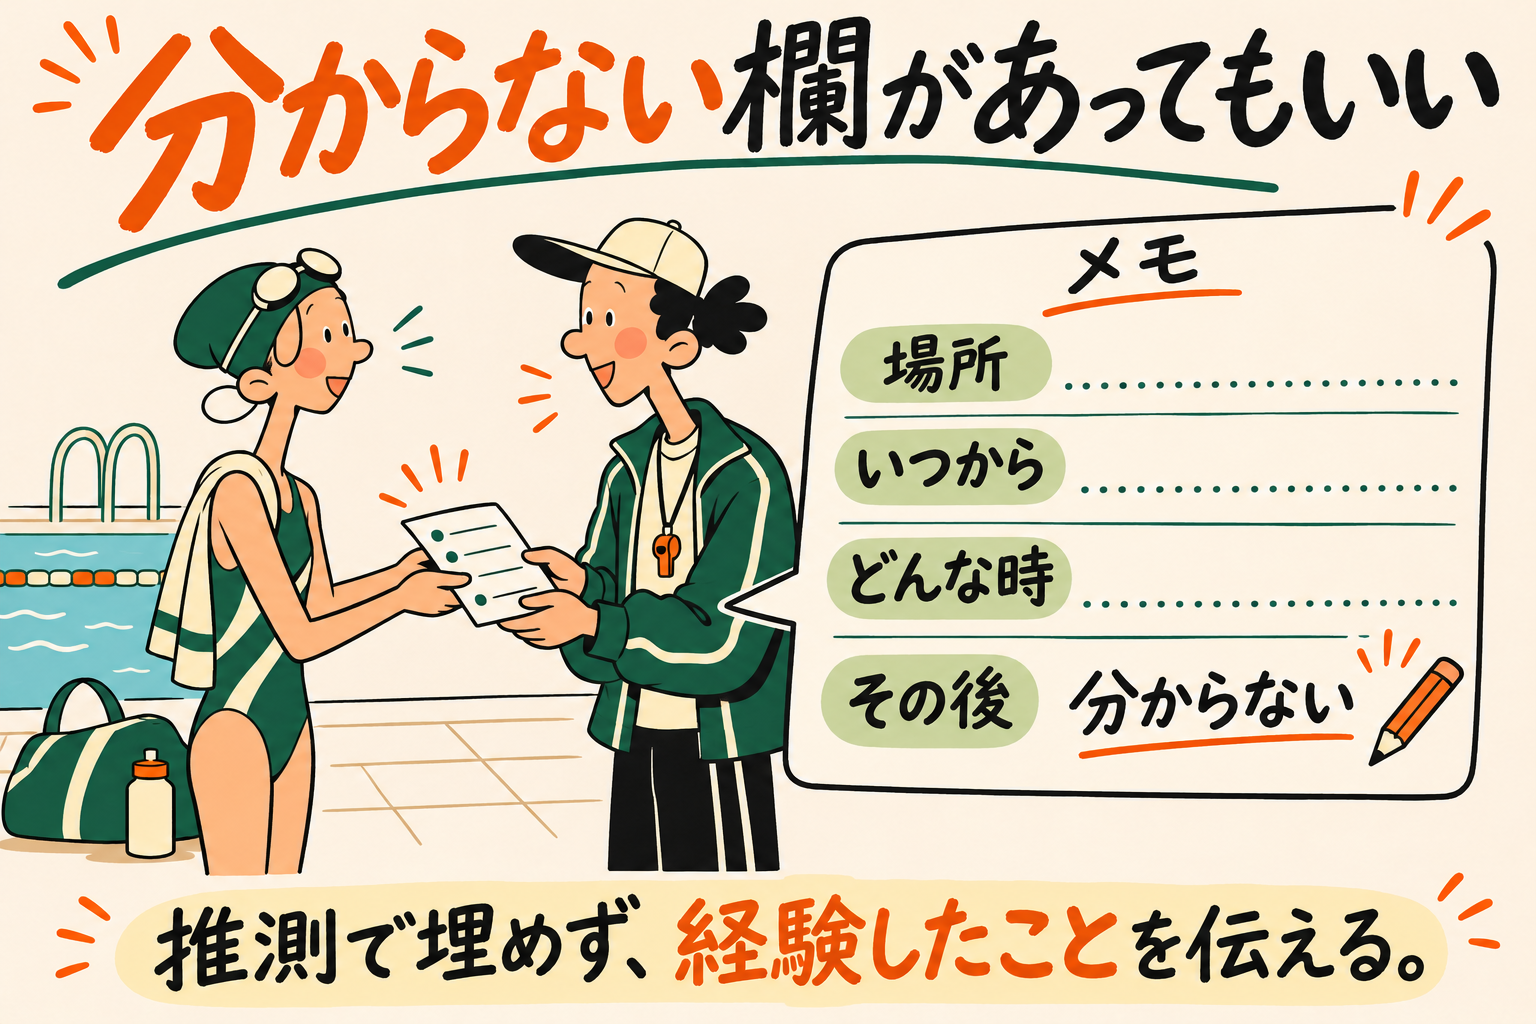 分からない欄があってもいい
メモ
場所
いつから
どんな時
その後 分からない
推測で埋めず、経験したことを伝える。